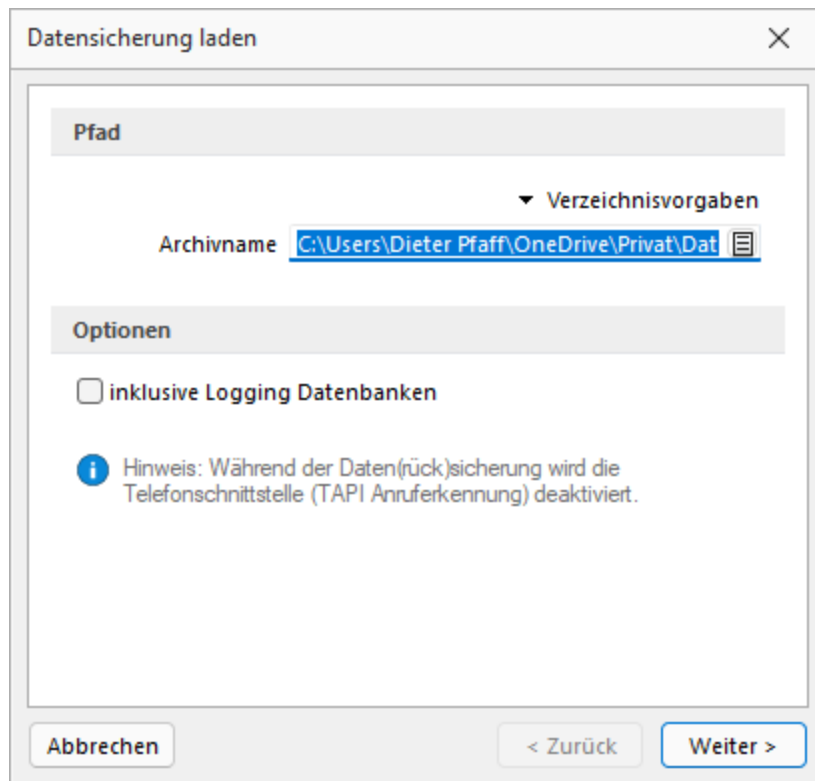 Datensicherung laden
Pfad
Verzeichnisvorgaben
Archivname C:\Users\Dieter Pfaff\OneDrive\Privat\Dat
Optionen
inklusive Logging Datenbanken
Hinweis: Während der Daten(rück)sicherung wird die
Telefonschnittstelle (TAPI Anruferkennung) deaktiviert.
Abbrechen < Zurück Weiter >